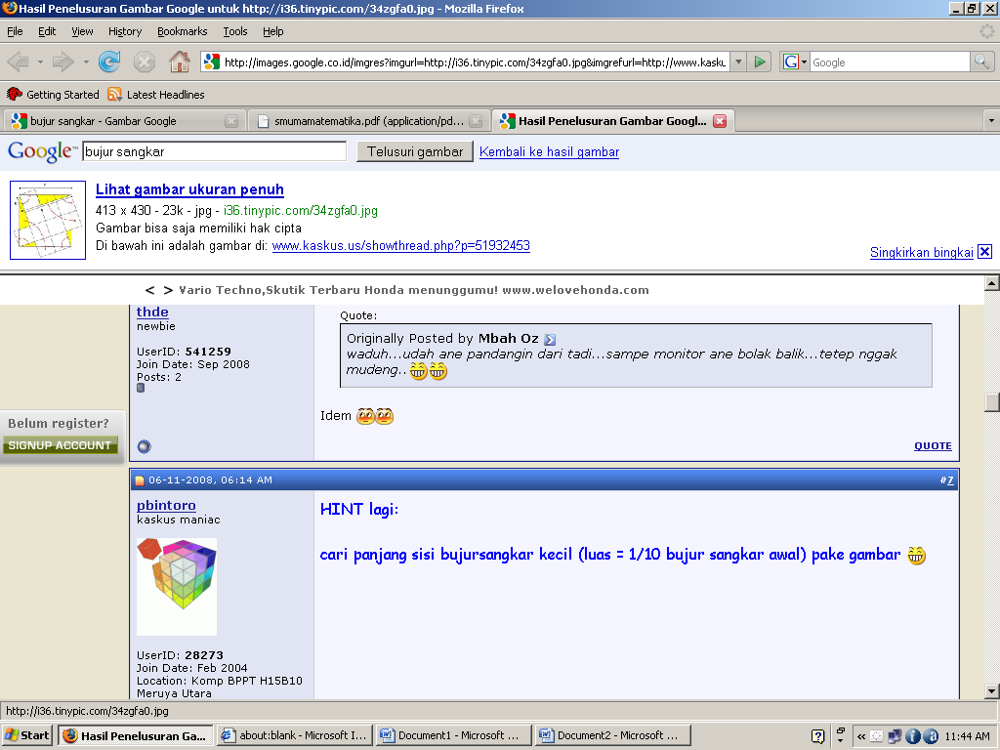 Hasil Penelusuran Gambar Google untuk http://i36.tinypic.com/34zgfa0.jpg - Mozilla Firefox
File Edit View History Bookmarks Tools Help
http://images.google.co.id/imgres?imgurl=http://i36.tinypic.com/34zgfa0.jpg&imgrefurl=http://www.kasku
G Google
Getting Started Latest Headlines
bujur sangkar - Gambar Google
smumamatematika.pdf (application/pd...
Hasil Penelusuran Gambar Googl...
Google™ bujur sangkar Telusuri gambar Kembali ke hasil gambar
Lihat gambar ukuran penuh
413 x 430 - 23k - jpg - i36.tinypic.com/34zgfa0.jpg
Gambar bisa saja memiliki hak cipta
Di bawah ini adalah gambar di: www.kaskus.us/showthread.php?p=51932453
Singkirkan bingkai
< > Vario Techno,Skutik Terbaru Honda menunggumu! www.welovehonda.com
thde
newbie
UserID: 541259
Join Date: Sep 2008
Posts: 2
Quote:
Originally Posted by Mbah Oz
waduh...udah ane pandangin dari tadi...sampe monitor ane bolak balik...tetep nggak
mudeng..
Idem
QUOTE
Belum register?
SIGNUP ACCOUNT
06-11-2008, 06:14 AM #7
pbintoro
kaskus maniac
UserID: 28273
Join Date: Feb 2004
Location: Komp BPPT H15B10
Meruya Utara
HINT lagi:
cari panjang sisi bujursangkar kecil (luas = 1/10 bujur sangkar awal) pake gambar
http://i36.tinypic.com/34zgfa0.jpg
Start Hasil Penelusuran Ga... about:blank - Microsoft I... Document1 - Microsoft ... Document2 - Microsoft ... « 11:44 AM